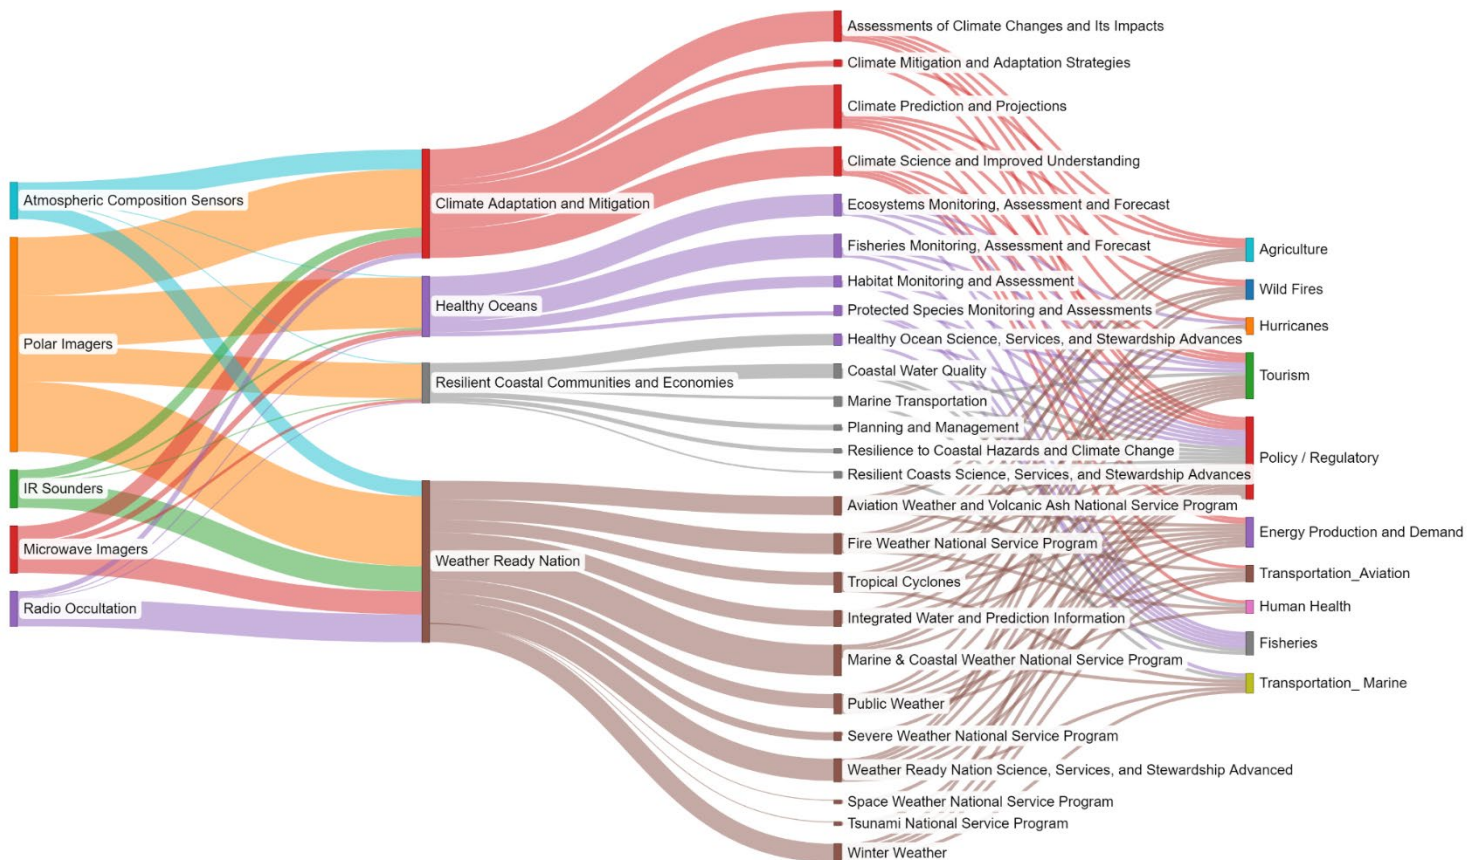 Atmospheric Composition Sensors
Polar Imagers
IR Sounders
Microwave Imagers
Radio Occultation
Climate Adaptation and Mitigation
Healthy Oceans
Resilient Coastal Communities and Economies
Weather Ready Nation
Assessments of Climate Changes and Its Impacts
Climate Mitigation and Adaptation Strategies
Climate Prediction and Projections
Climate Science and Improved Understanding
Ecosystems Monitoring, Assessment and Forecast
Fisheries Monitoring, Assessment and Forecast
Habitat Monitoring and Assessment
Protected Species Monitoring and Assessments
Healthy Ocean Science, Services, and Stewardship Advances
Coastal Water Quality
Marine Transportation
Planning and Management
Resilience to Coastal Hazards and Climate Change
Resilient Coasts Science, Services, and Stewardship Advances
Aviation Weather and Volcanic Ash National Service Program
Fire Weather National Service Program
Tropical Cyclones
Integrated Water and Prediction Information
Marine & Coastal Weather National Service Program
Public Weather
Severe Weather National Service Program
Weather Ready Nation Science, Services, and Stewardship Advanced
Space Weather National Service Program
Tsunami National Service Program
Winter Weather
Agriculture
Wild Fires
Hurricanes
Tourism
Policy / Regulatory
Energy Production and Demand
Transportation_Aviation
Human Health
Fisheries
Transportation_ Marine